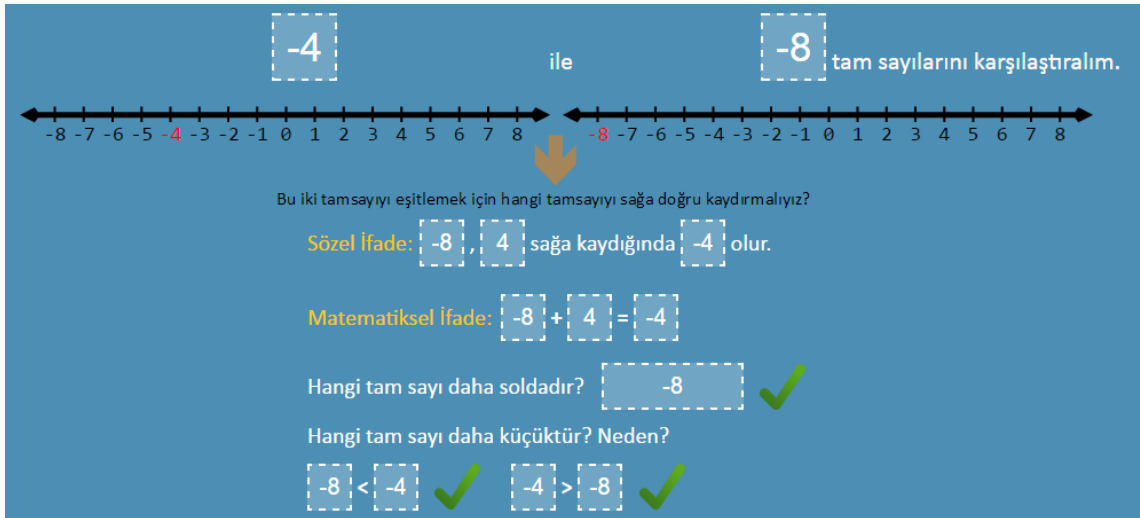 -4 ile -8 tam sayılarını karşılaştıralım.
-8 -7 -6 -5 -4 -3 -2 -1 0 1 2 3 4 5 6 7 8
-8 -7 -6 -5 -4 -3 -2 -1 0 1 2 3 4 5 6 7 8
Bu iki tamsayıyı eşitlemek için hangi tamsayıyı sağa doğru kaydırmalıyız?
Sözel İfade: -8 , 4 sağa kaydığında -4 olur.
Matematiksel İfade: -8 + 4 = -4
Hangi tam sayı daha soldadır? -8
Hangi tam sayı daha küçüktür? Neden?
-8 < -4 -4 > -8